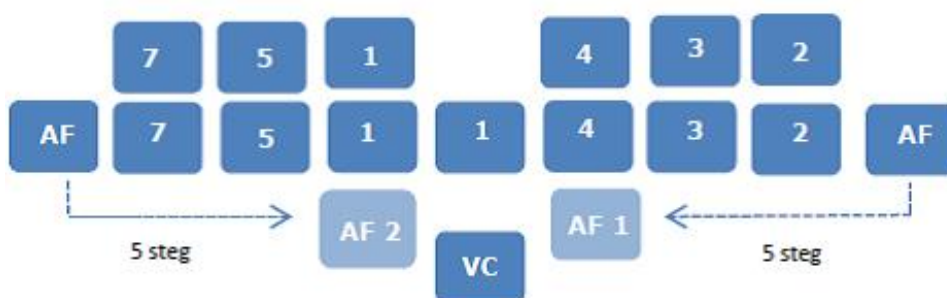 7 5 1 4 3 2
AF 7 5 1 1 4 3 2 AF
AF 2 AF 1
5 steg VC 5 steg